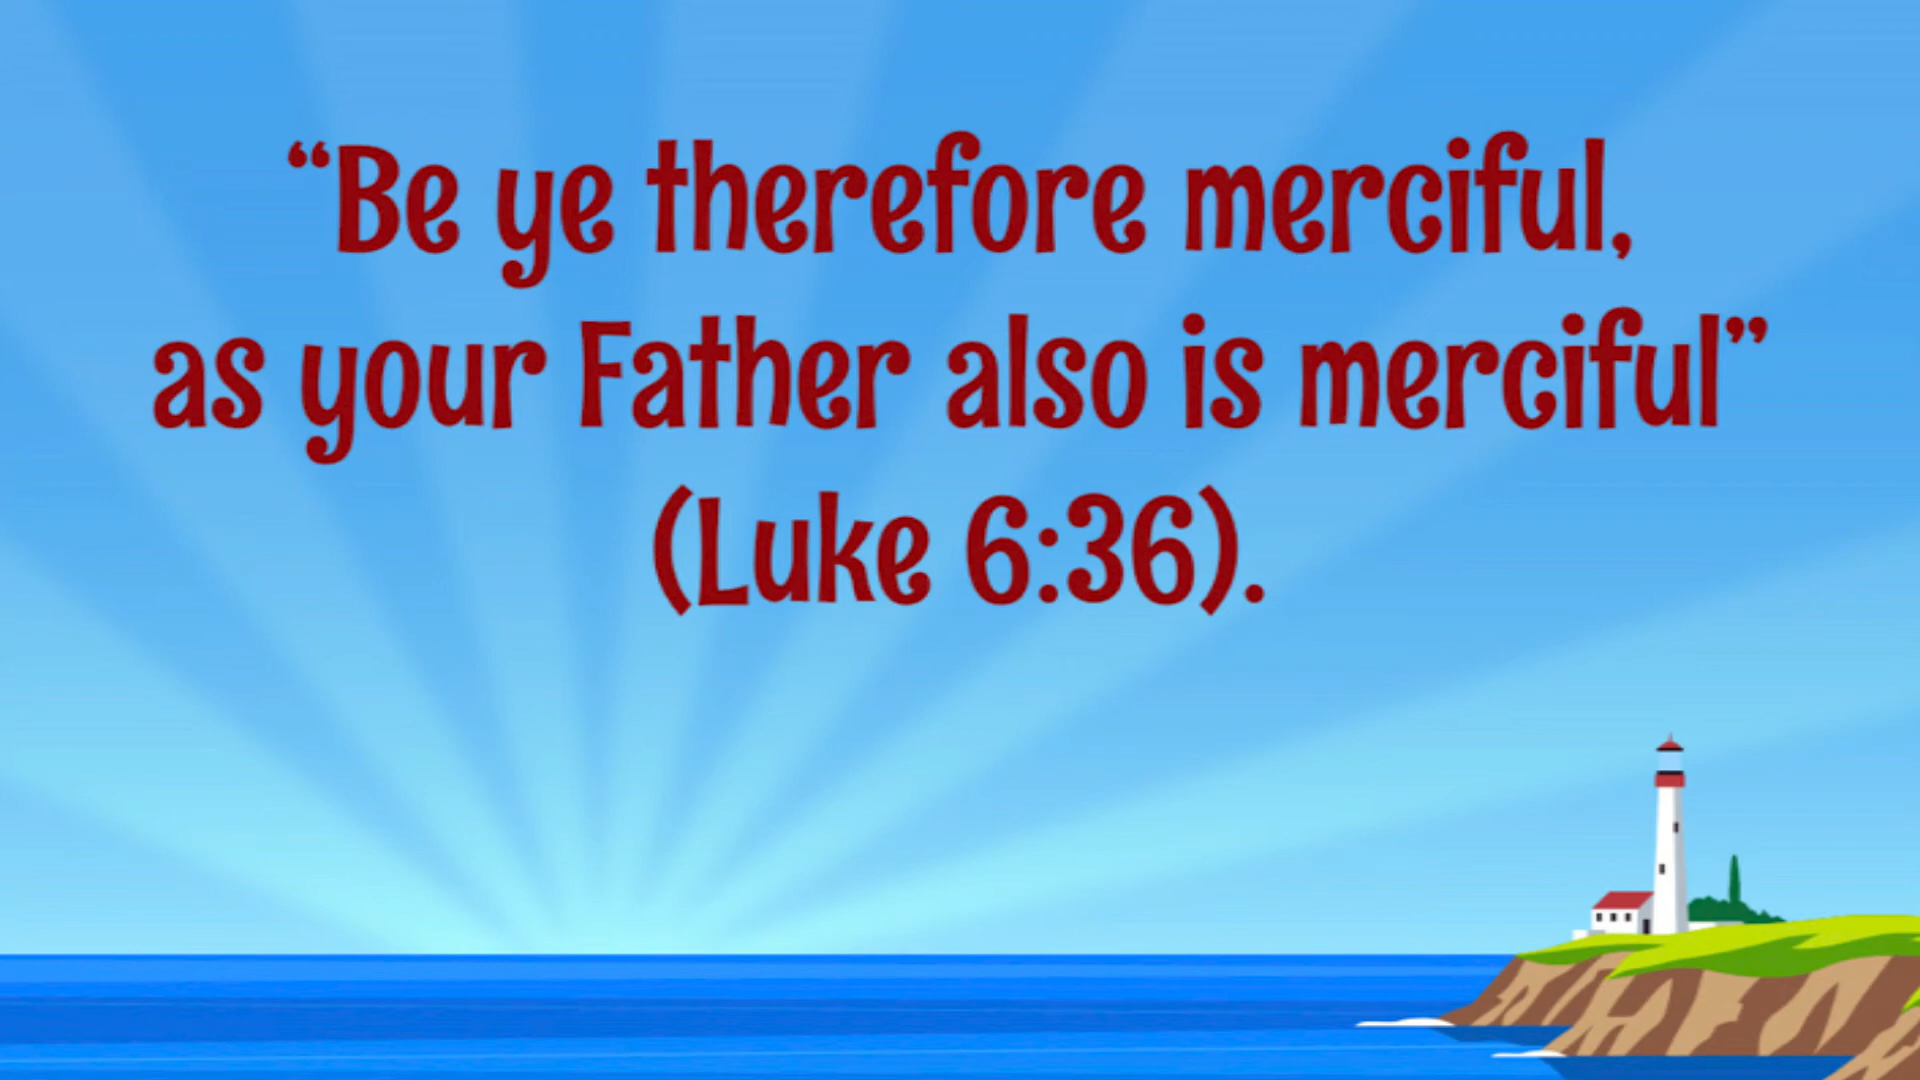 “Be ye therefore merciful,
as your Father also is merciful”
(Luke 6:36).